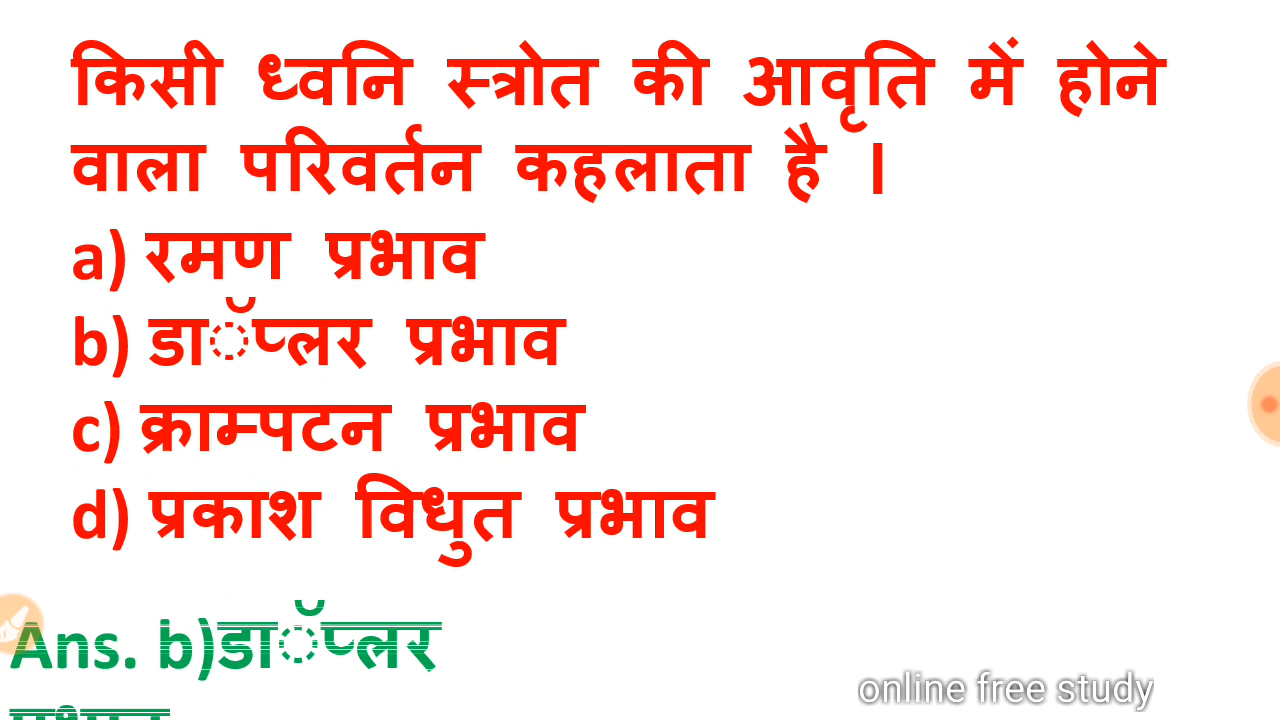 किसी ध्वनि स्त्रोत की आवृति में होने
वाला परिवर्तन कहलाता है ।
a) रमण प्रभाव
b) डाॅप्लर प्रभाव
c) क्राम्पटन प्रभाव
d) प्रकाश विधुत प्रभाव
Ans. b)डाॅप्लर
online free study